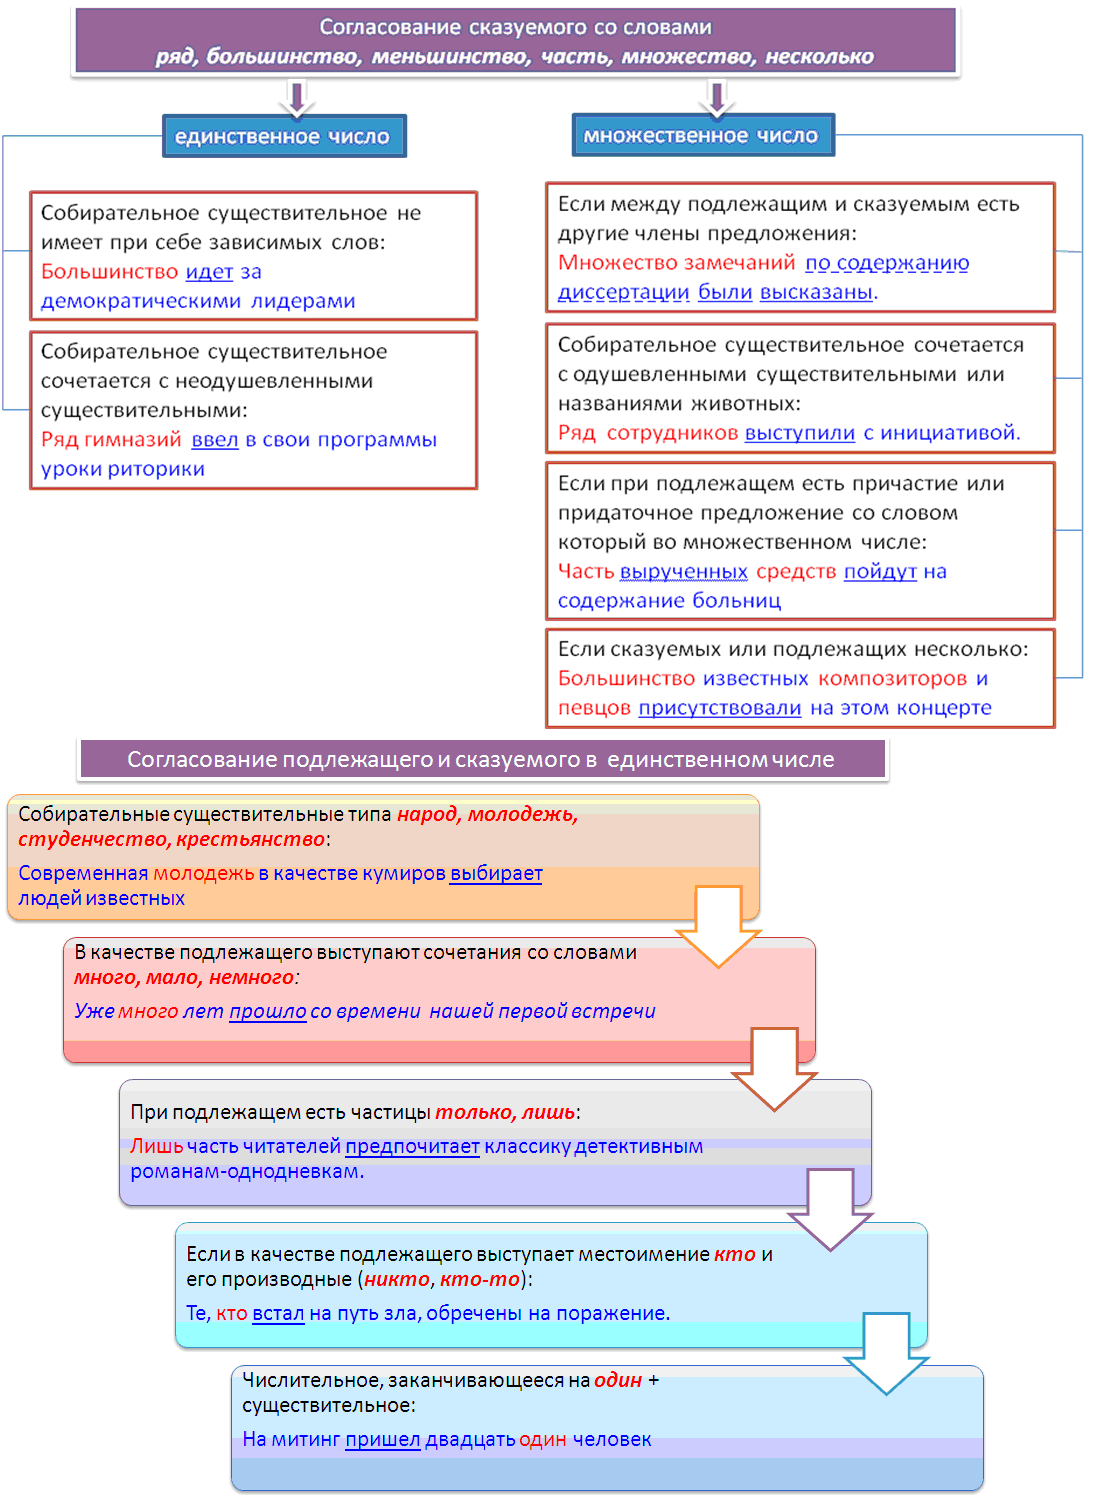 Согласование сказуемого со словами
ряд, большинство, меньшинство, часть, множество, несколько
единственное число
Собирательное существительное не
имеет при себе зависимых слов:
Большинство идет за
демократическими лидерами
Собирательное существительное
сочетается с неодушевленными
существительными:
Ряд гимназий ввел в свои программы
уроки риторики
множественное число
Если между подлежащим и сказуемым есть
другие члены предложения:
Множество замечаний по содержанию
диссертации были высказаны.
Собирательное существительное сочетается
с одушевленными существительными или
названиями животных:
Ряд сотрудников выступили с инициативой.
Если при подлежащем есть причастие или
придаточное предложение со словом
который во множественном числе:
Часть вырученных средств пойдут на
содержание больниц
Если сказуемых или подлежащих несколько:
Большинство известных композиторов и
певцов присутствовали на этом концерте
Согласование подлежащего и сказуемого в единственном числе
Собирательные существительные типа народ, молодежь,
студенчество, крестьянство:
Современная молодежь в качестве кумиров выбирает
людей известных
В качестве подлежащего выступают сочетания со словами
много, мало, немного:
Уже много лет прошло со времени нашей первой встречи
При подлежащем есть частицы только, лишь:
Лишь часть читателей предпочитает классику детективным
романам-однодневкам.
Если в качестве подлежащего выступает местоимение кто и
его производные (никто, кто-то):
Те, кто встал на путь зла, обречены на поражение.
Числительное, заканчивающееся на один +
существительное:
На митинг пришел двадцать один человек